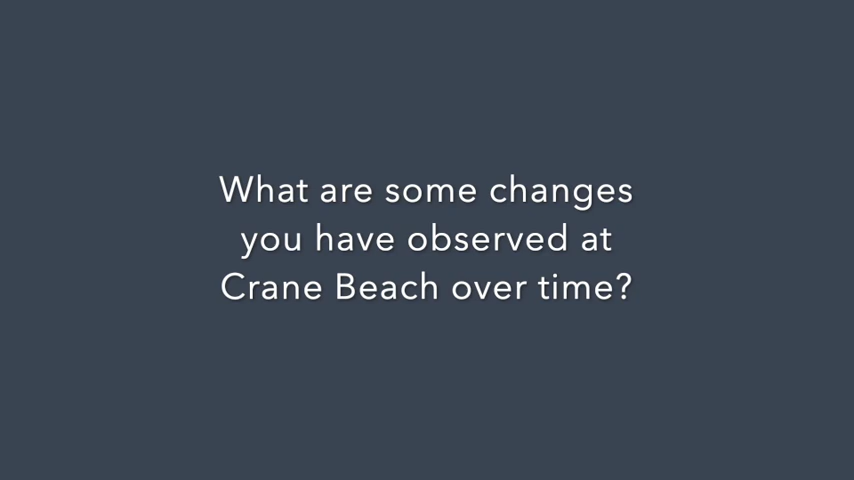 What are some changes
you have observed at
Crane Beach over time?